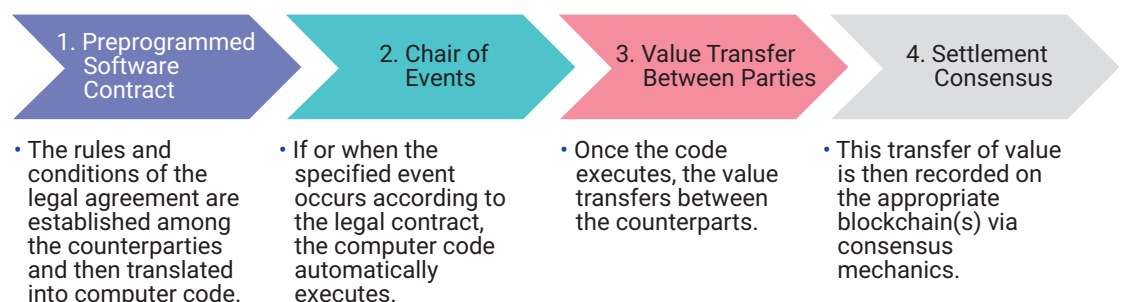 1. Preprogrammed
Software
Contract
2. Chair of
Events
3. Value Transfer
Between Parties
4. Settlement
Consensus
• The rules and
conditions of the
legal agreement are
established among
the counterparties
and then translated
into computer code.
• If or when the
specified event
occurs according to
the legal contract,
the computer code
automatically
executes.
• Once the code
executes, the value
transfers between
the counterparts.
• This transfer of value
is then recorded on
the appropriate
blockchain(s) via
consensus
mechanics.